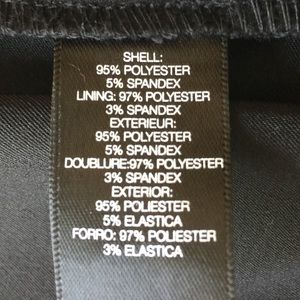 SHELL:
95% POLYESTER
5% SPANDEX
LINING: 97% POLYESTER
3% SPANDEX
EXTERIEUR:
95% POLYESTER
5% SPANDEX
DOUBLURE:97% POLYESTER
3% SPANDEX
EXTERIOR:
95% POLIESTER
5% ELASTICA
FORRO: 97% POLIESTER
3% ELASTICA